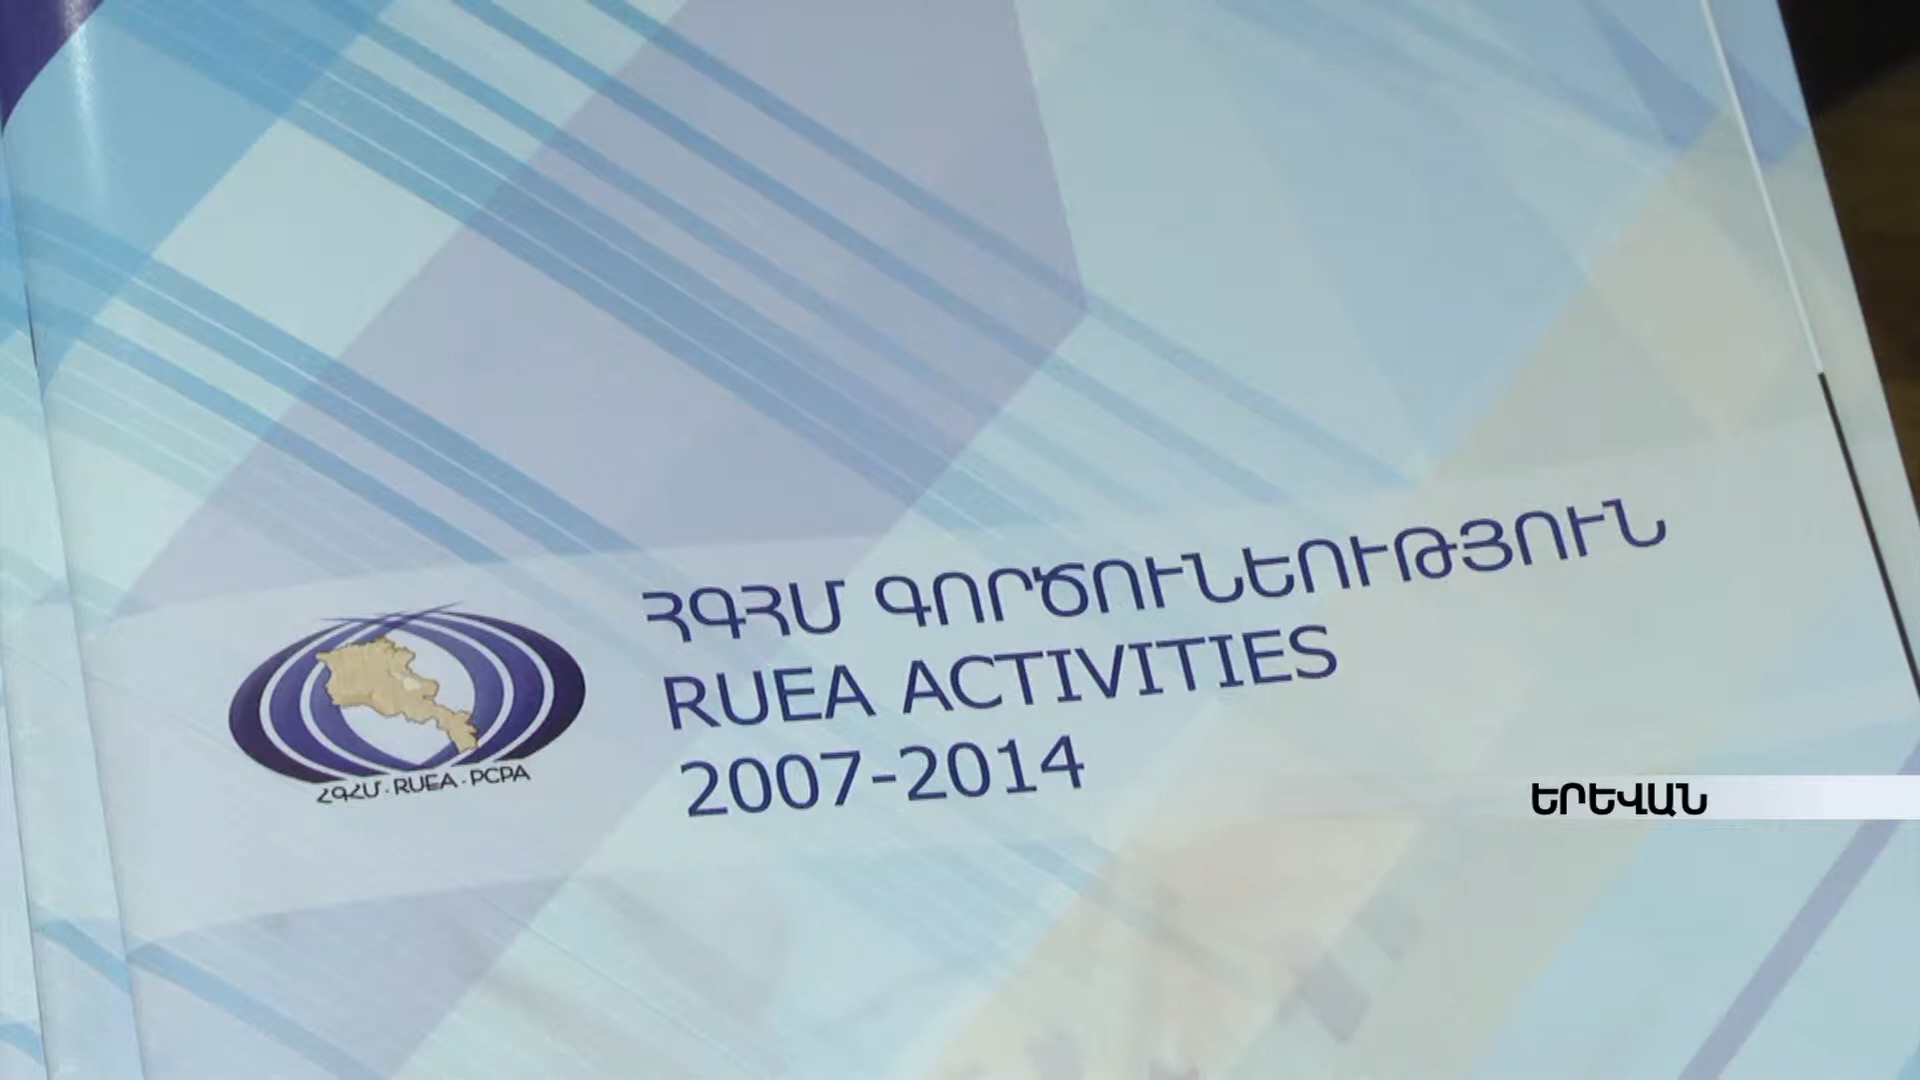 ՀԳՀՄ ԳՈՐԾՈՒՆԵՈՒԹՅՈՒՆ
RUEA ACTIVITIES
2007-2014
ՀԳՀՄ · RUEA - PCPA
ԵՐԵՎԱՆ